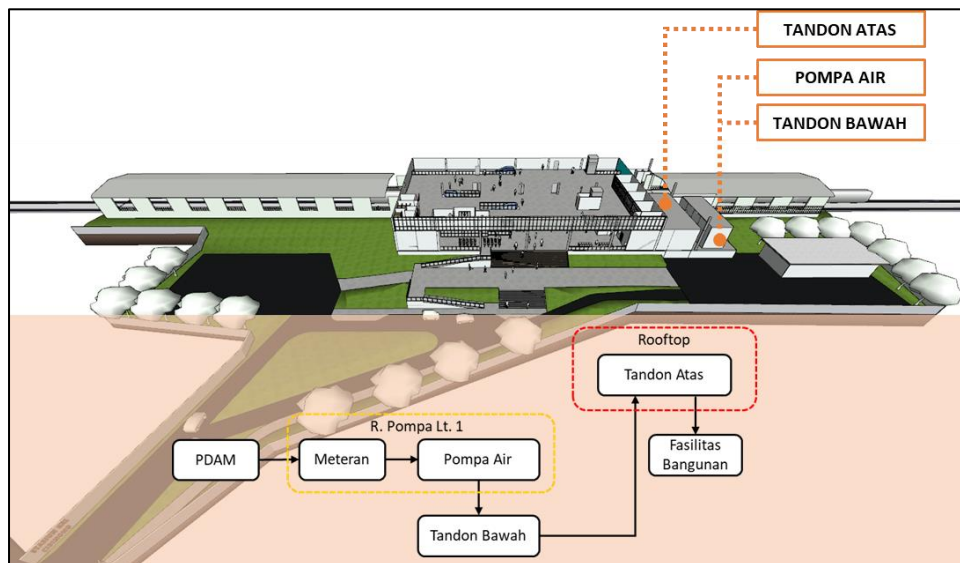 TANDON ATAS
POMPA AIR
TANDON BAWAH
Rooftop
Tandon Atas
R. Pompa Lt. 1
PDAM
Meteran
Pompa Air
Fasilitas
Bangunan
Tandon Bawah